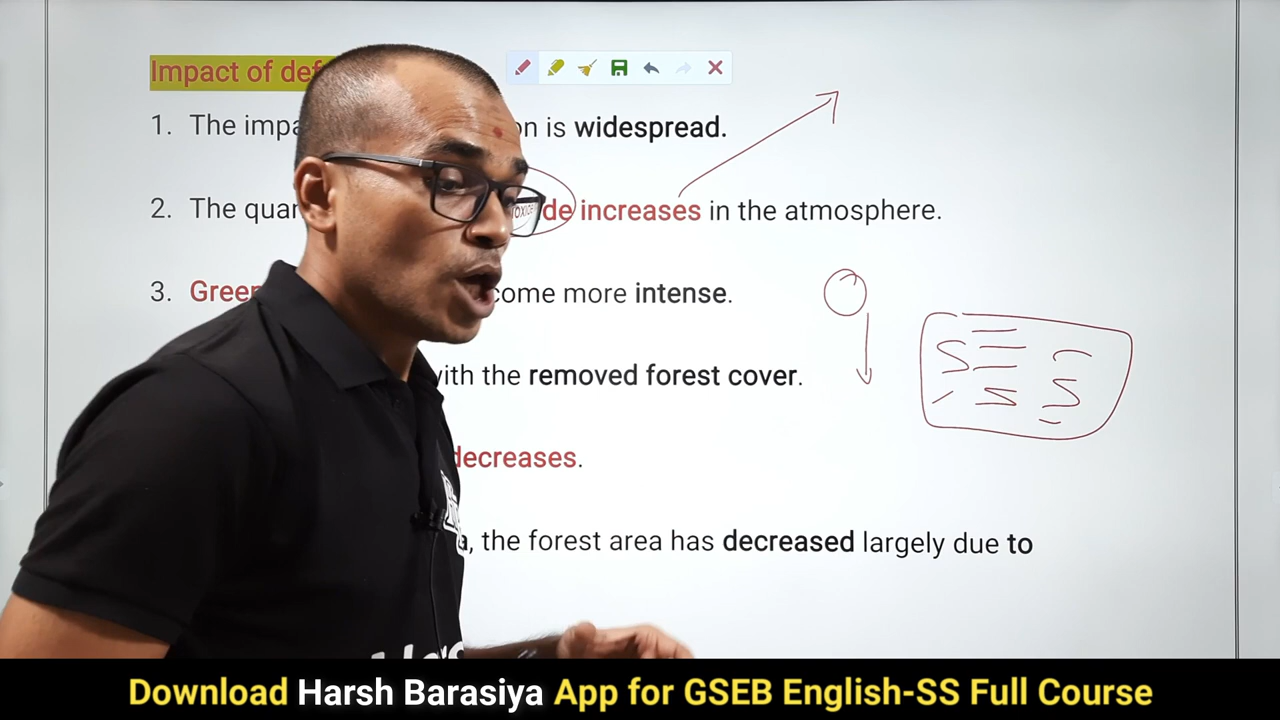 Impact of def
1. The impa on is widespread.
2. The quan de increases in the atmosphere.
3. Green come more intense.
with the removed forest cover.
decreases.
a, the forest area has decreased largely due to
Download Harsh Barasiya App for GSEB English-SS Full Course